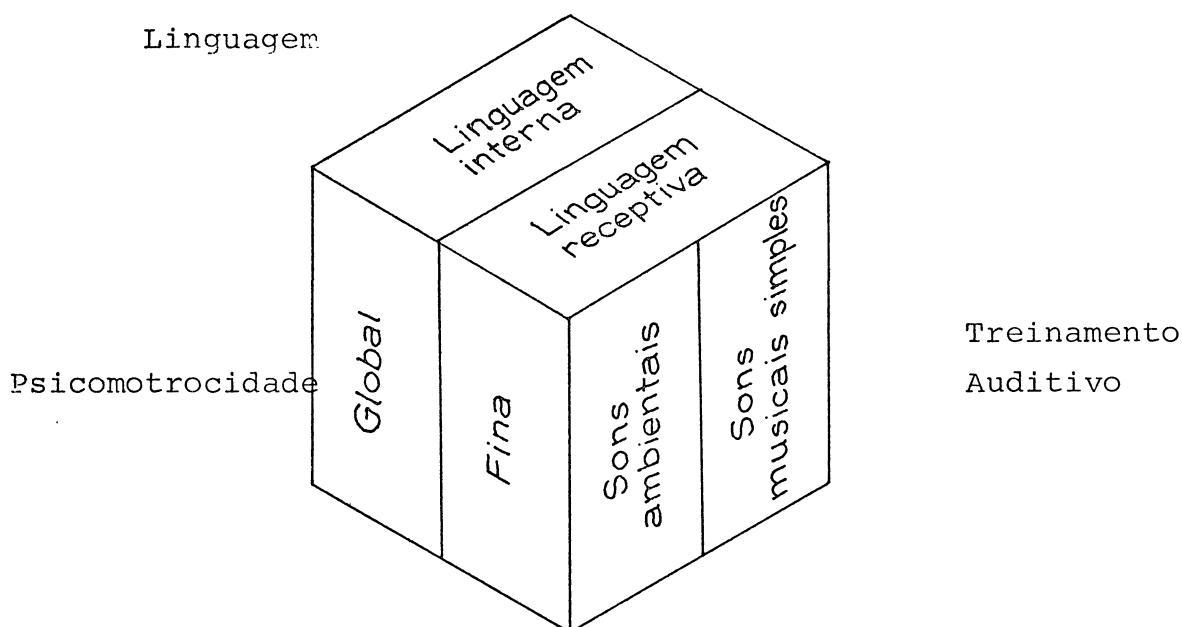 Linguagem
Linguagem
interna
Linguagem
receptiva
Psicomotrocidade
Global
Fina
Sons
ambientais
Sons
musicais simples
Treinamento
Auditivo